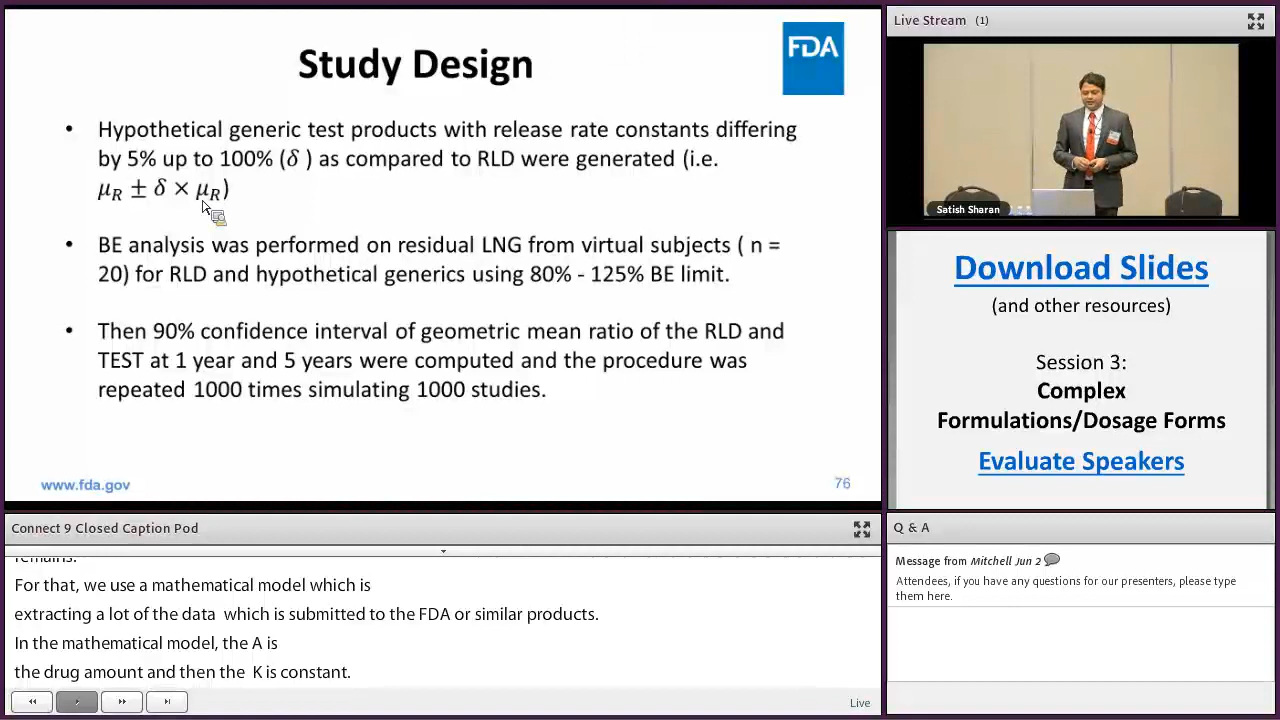 Study Design
FDA
• Hypothetical generic test products with release rate constants differing
by 5% up to 100% (δ ) as compared to RLD were generated (i.e.
μR ± δ × μR)
• BE analysis was performed on residual LNG from virtual subjects ( n =
20) for RLD and hypothetical generics using 80% - 125% BE limit.
• Then 90% confidence interval of geometric mean ratio of the RLD and
TEST at 1 year and 5 years were computed and the procedure was
repeated 1000 times simulating 1000 studies.
www.fda.gov
76
Live Stream (1)
Satish Sharan
Download Slides
(and other resources)
Session 3:
Complex
Formulations/Dosage Forms
Evaluate Speakers
Connect 9 Closed Caption Pod
remains.
For that, we use a mathematical model which is
extracting a lot of the data which is submitted to the FDA or similar products.
In the mathematical model, the A is
the drug amount and then the K is constant.
Live
Q & A
Message from Mitchell Jun 2
Attendees, if you have any questions for our presenters, please type
them here.